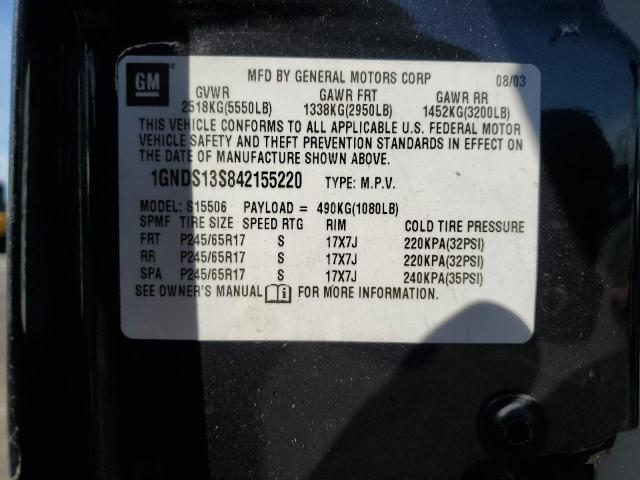 GM
MFD BY GENERAL MOTORS CORP 08/03
GVWR GAWR FRT GAWR RR
2518KG(5550LB) 1338KG(2950LB) 1452KG(3200LB)
THIS VEHICLE CONFORMS TO ALL APPLICABLE U.S. FEDERAL MOTOR
VEHICLE SAFETY AND THEFT PREVENTION STANDARDS IN EFFECT ON
THE DATE OF MANUFACTURE SHOWN ABOVE.
1GNDS13S842155220 TYPE: M.P.V.
MODEL: S15506 PAYLOAD = 490KG(1080LB)
SPMF TIRE SIZE SPEED RTG RIM COLD TIRE PRESSURE
FRT P245/65R17 S 17X7J 220KPA(32PSI)
RR P245/65R17 S 17X7J 220KPA(32PSI)
SPA P245/65R17 S 17X7J 240KPA(35PSI)
SEE OWNER'S MANUAL i FOR MORE INFORMATION.